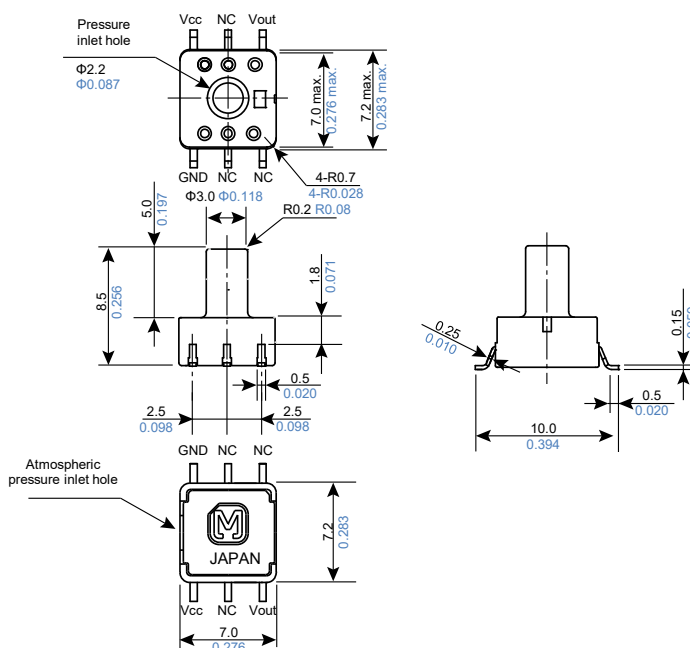 Vcc NC Vout
Pressure
inlet hole
Φ2.2
Φ0.087
7.0 max.
0.276 max.
7.2 max.
0.283 max.
GND NC NC
4-R0.7
4-R0.028
Φ3.0 Φ0.118
R0.2 R0.08
5.0
0.197
8.5
0.256
1.8
0.071
0.5
0.020
2.5
0.098
2.5
0.098
0.25
0.010
0.15
0.5
0.020
10.0
0.394
GND NC NC
Atmospheric
pressure inlet hole
M
JAPAN
7.2
0.283
Vcc NC Vout
7.0
0.276